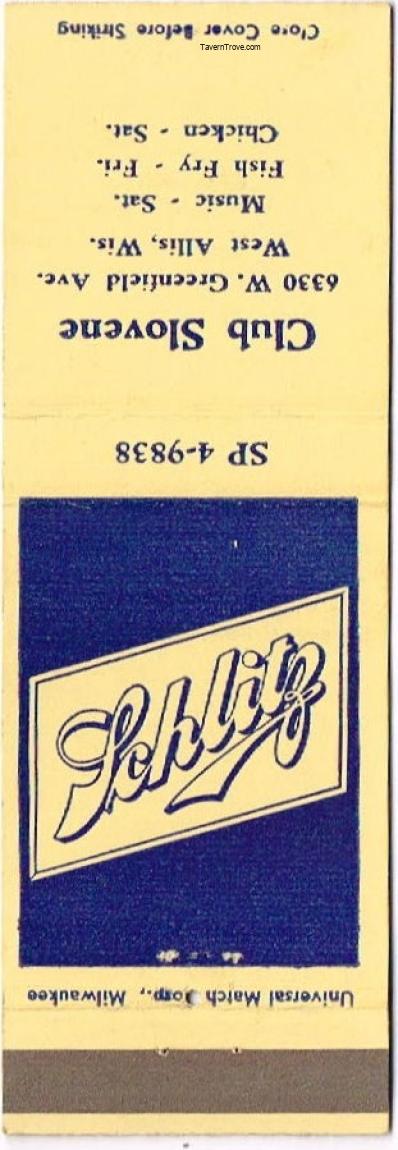 Close Cover Before Striking
TavernTrove.com
Chicken - Sat.
Fish Fry - Fri.
Music - Sat.
West Allis, Wis.
6330 W. Greenfield Ave.
Club Slovene
SP 4-9838
Schlitz
Universal Match Corp., Milwaukee